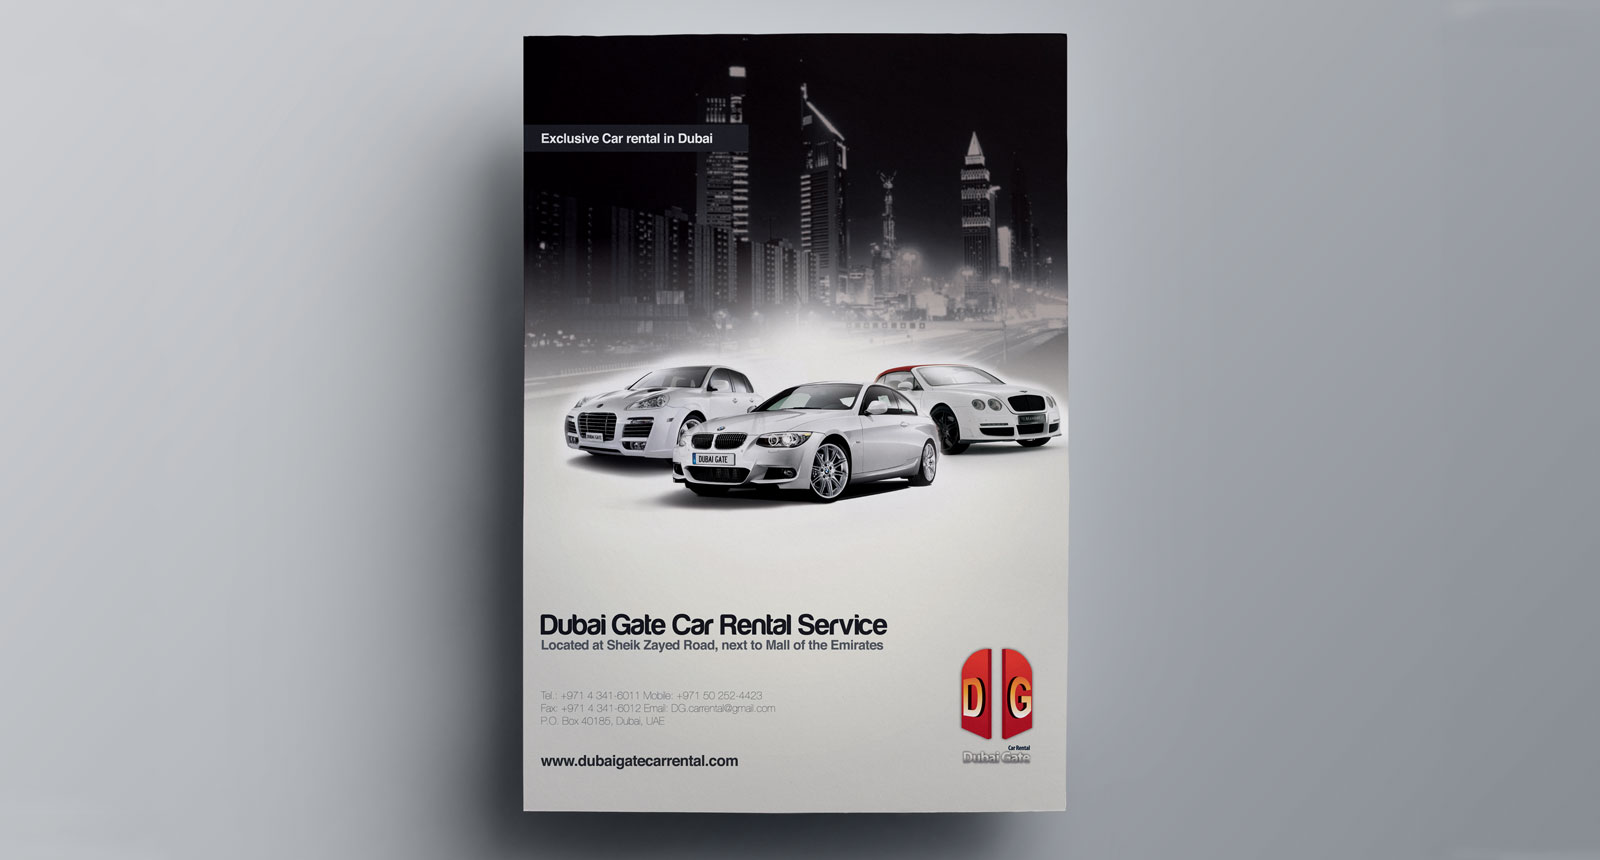 Exclusive Car rental in Dubai
DUBAI GATE
DUBAI GATE
Dubai Gate Car Rental Service
Located at Sheik Zayed Road, next to Mall of the Emirates
Tel.: +971 4 341-6011 Mobile: +971 50 252-4423
Fax: +971 4 341-6012 Email: DG.carrental@gmail.com
P.O. Box 40185, Dubai, UAE
www.dubaigatecarrental.com
D G
Car Rental
Dubai Gate